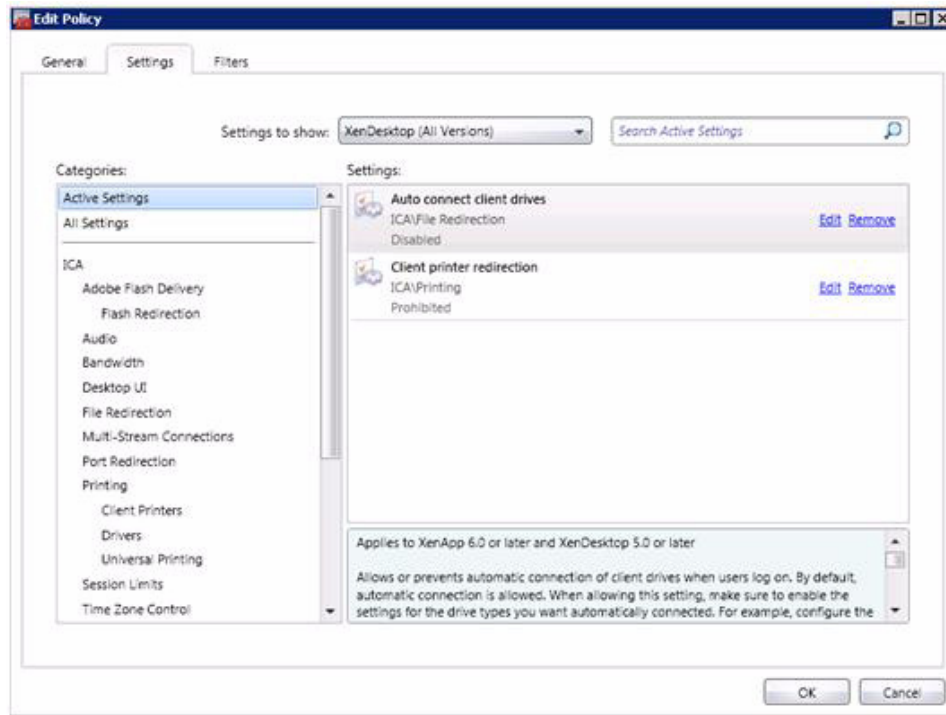 Edit Policy
General Settings Filters
Settings to show: XenDesktop (All Versions) Search Active Settings
Categories:
Active Settings
All Settings
ICA
Adobe Flash Delivery
Flash Redirection
Audio
Bandwidth
Desktop UI
File Redirection
Multi-Stream Connections
Port Redirection
Printing
Client Printers
Drivers
Universal Printing
Session Limits
Time Zone Control
Settings:
Auto connect client drives
ICA\File Redirection
Disabled
Edit Remove
Client printer redirection
ICA\Printing
Prohibited
Edit Remove
Applies to XenApp 6.0 or later and XenDesktop 5.0 or later
Allows or prevents automatic connection of client drives when users log on. By default,
automatic connection is allowed. When allowing this setting, make sure to enable the
settings for the drive types you want automatically connected. For example, configure the
OK Cancel